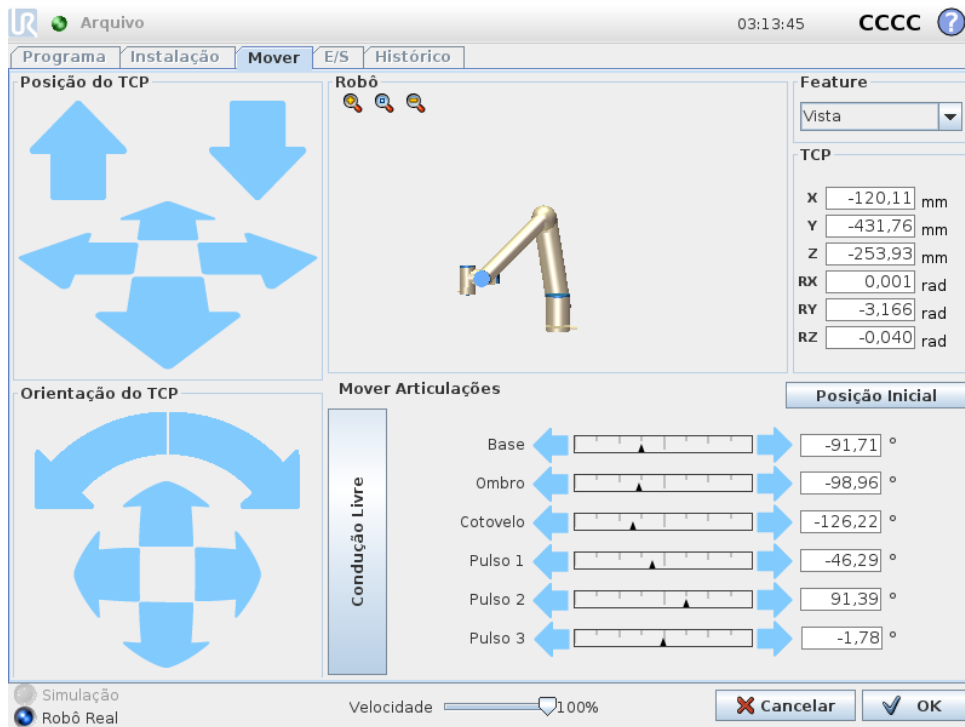 UR Arquivo 03:13:45 CCCC ?
Programa Instalação Mover E/S Histórico
Posição do TCP
Robô
Feature
Vista
TCP
X -120,11 mm
Y -431,76 mm
Z -253,93 mm
RX 0,001 rad
RY -3,166 rad
RZ -0,040 rad
Orientação do TCP
Mover Articulações
Posição Inicial
Condução Livre
Base -91,71 °
Ombro -98,96 °
Cotovelo -126,22 °
Pulso 1 -46,29 °
Pulso 2 91,39 °
Pulso 3 -1,78 °
Simulação
Robô Real
Velocidade 100%
Cancelar
OK